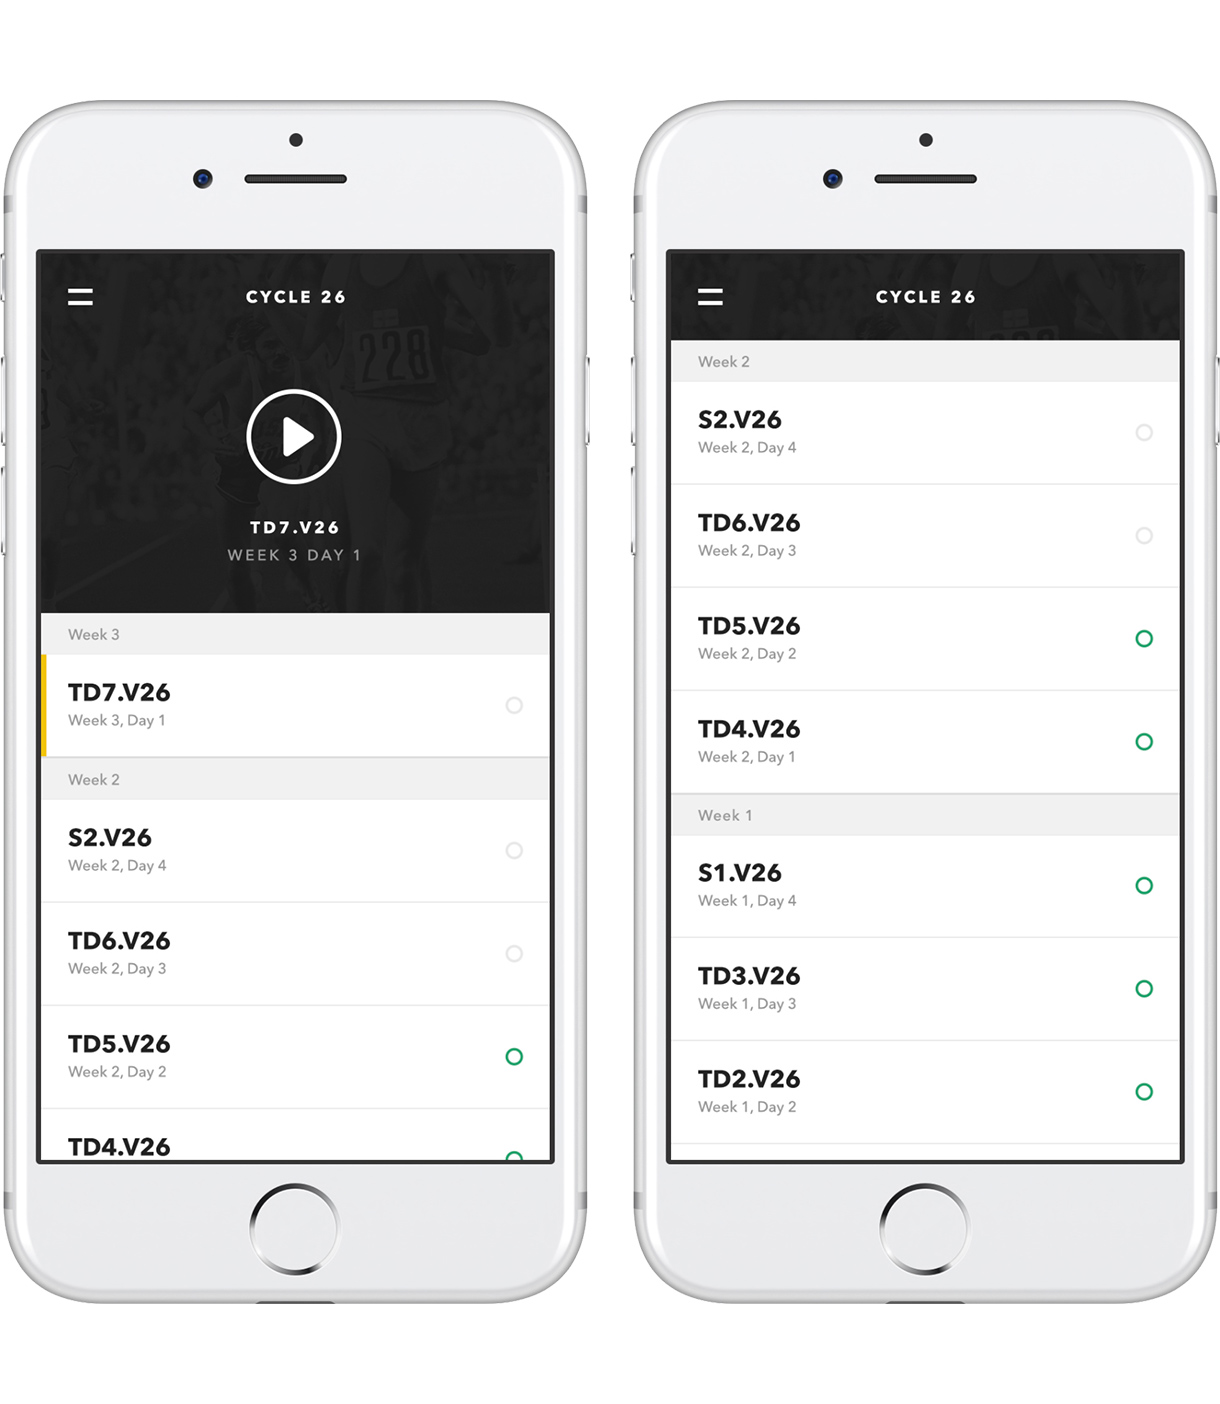 CYCLE 26
228
TD7.V26
WEEK 3 DAY 1
Week 3
TD7.V26
Week 3, Day 1
Week 2
S2.V26
Week 2, Day 4
TD6.V26
Week 2, Day 3
TD5.V26
Week 2, Day 2
TD4.V26
CYCLE 26
Week 2
S2.V26
Week 2, Day 4
TD6.V26
Week 2, Day 3
TD5.V26
Week 2, Day 2
TD4.V26
Week 2, Day 1
Week 1
S1.V26
Week 1, Day 4
TD3.V26
Week 1, Day 3
TD2.V26
Week 1, Day 2